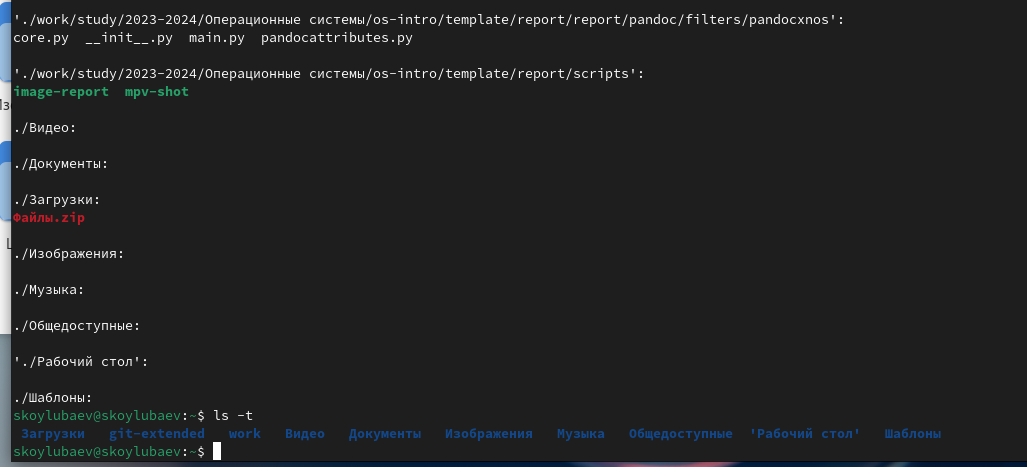 './work/study/2023-2024/Операционные системы/os-intro/template/report/report/pandoc/filters/pandocxnos':
core.py  __init__.py  main.py  pandocattributes.py
'./work/study/2023-2024/Операционные системы/os-intro/template/report/scripts':
image-report  mpv-shot
./Видео:
./Документы:
./Загрузки:
Файлы.zip
./Изображения:
./Музыка:
./Общедоступные:
'./Рабочий стол':
./Шаблоны:
skoylubaev@skoylubaev:~$ ls -t
Загрузки   git-extended   work   Видео   Документы   Изображения   Музыка   Общедоступные  'Рабочий стол'   Шаблоны
skoylubaev@skoylubaev:~$